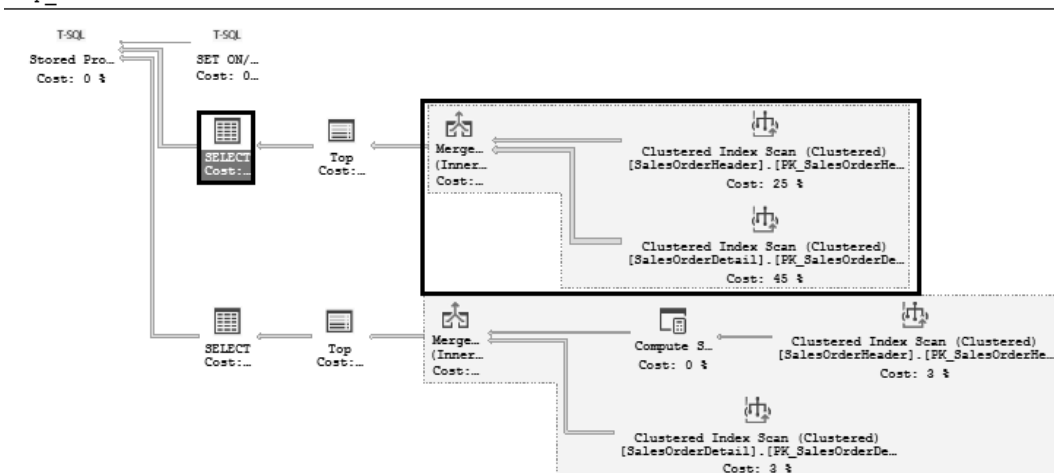 T-SQL
Stored Pro...
Cost: 0 %
T-SQL
SET ON/...
Cost: 0...
SELECT
Cost:...
Top
Cost:...
Merge...
(Inner...
Cost:...
Clustered Index Scan (Clustered)
[SalesOrderHeader].[PK_SalesOrderHe...
Cost: 25 %
Clustered Index Scan (Clustered)
[SalesOrderDetail].[PK_SalesOrderDe...
Cost: 45 %
SELECT
Cost:...
Top
Cost:...
Merge...
(Inner...
Cost:...
Compute S...
Cost: 0 %
Clustered Index Scan (Clustered)
[SalesOrderHeader].[PK_SalesOrderHe...
Cost: 3 %
Clustered Index Scan (Clustered)
[SalesOrderDetail].[PK_SalesOrderDe...
Cost: 3 %